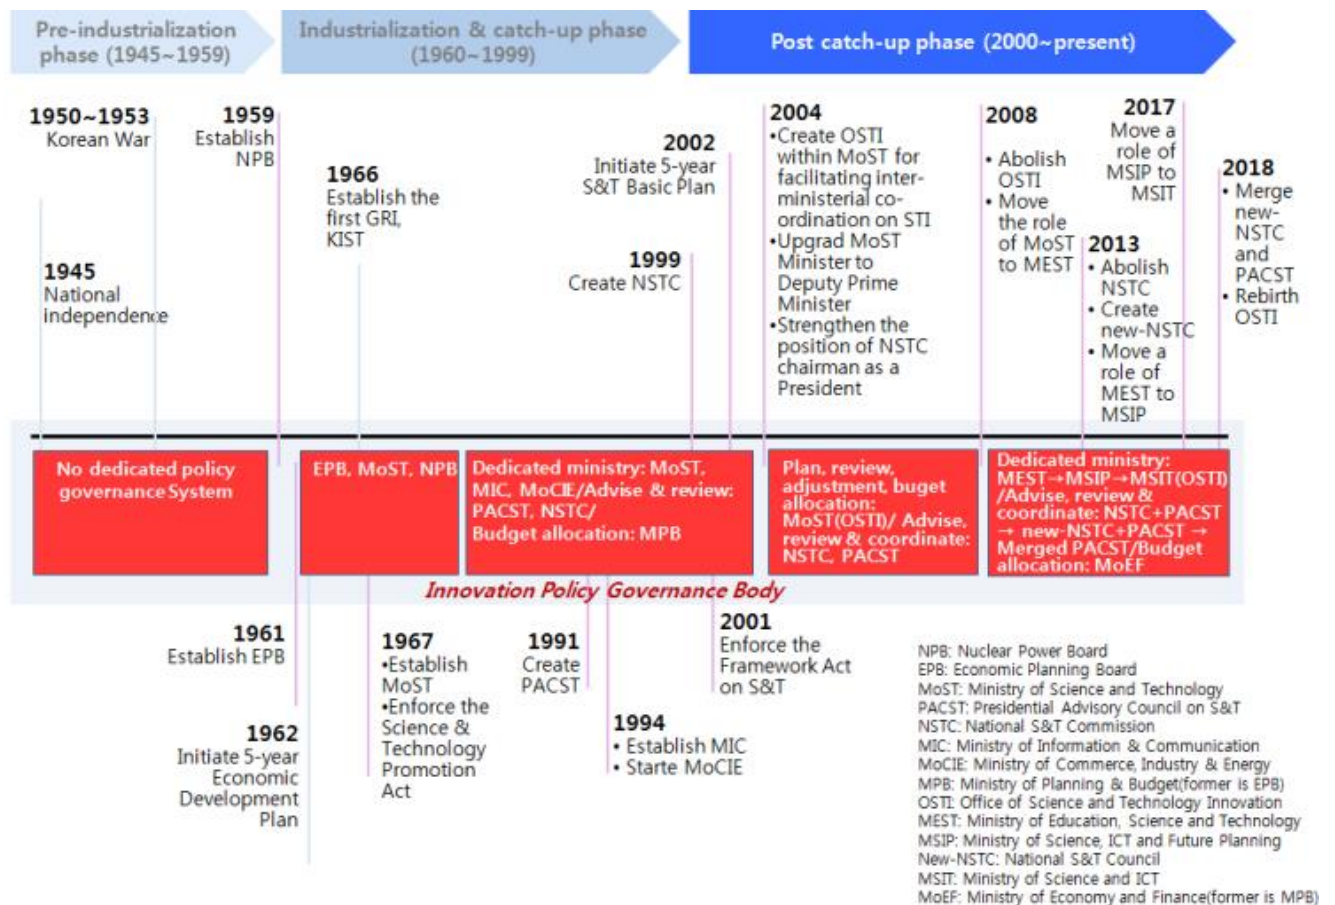 Pre-industrialization
phase (1945~1959)
Industrialization & catch-up phase
(1960~1999)
Post catch-up phase (2000~present)
1950~1953
Korean War
1959
Establish
NPB
1945
National
independence
1966
Establish the
first GRI,
KIST
2002
Initiate 5-year
S&T Basic Plan
1999
Create NSTC
2004
•Create OSTI
within MoST for
facilitating inter-
ministerial co-
ordination on STI
•Upgrad MoST
Minister to
Deputy Prime
Minister
•Strengthen the
position of NSTC
chairman as a
President
2008
• Abolish
OSTI
• Move
the role
of MoST
to MEST
2017
Move a
role of
MSIP to
MSIT
2013
• Abolish
NSTC
• Create
new-NSTC
• Move a
role of
MEST to
MSIP
2018
• Merge
new-
NSTC
and
PACST
• Rebirth
OSTI
No dedicated policy
governance System
EPB, MoST, NPB
Dedicated ministry: MoST,
MIC, MoCIE/Advise & review:
PACST, NSTC/
Budget allocation: MPB
Plan, review,
adjustment, buget
allocation:
MoST(OSTI)/ Advise,
review & coordinate:
NSTC, PACST
Dedicated ministry:
MEST→MSIP→MSIT(OSTI)
/Advise, review &
coordinate: NSTC+PACST
→ new-NSTC+PACST →
Merged PACST/Budget
allocation: MoEF
Innovation Policy Governance Body
1961
Establish EPB
1962
Initiate 5-year
Economic
Development
Plan
1967
•Establish
MoST
•Enforce the
Science &
Technology
Promotion
Act
1991
Create
PACST
1994
• Establish MIC
• Starte MoCIE
2001
Enforce the
Framework Act
on S&T
NPB: Nuclear Power Board
EPB: Economic Planning Board
MoST: Ministry of Science and Technology
PACST: Presidential Advisory Council on S&T
NSTC: National S&T Commission
MIC: Ministry of Information & Communication
MoCIE: Ministry of Commerce, Industry & Energy
MPB: Ministry of Planning & Budget(former is EPB)
OSTI: Office of Science and Technology Innovation
MEST: Ministry of Education, Science and Technology
MSIP: Ministry of Science, ICT and Future Planning
New-NSTC: National S&T Council
MSIT: Ministry of Science and ICT
MoEF: Ministry of Economy and Finance(former is MPB)